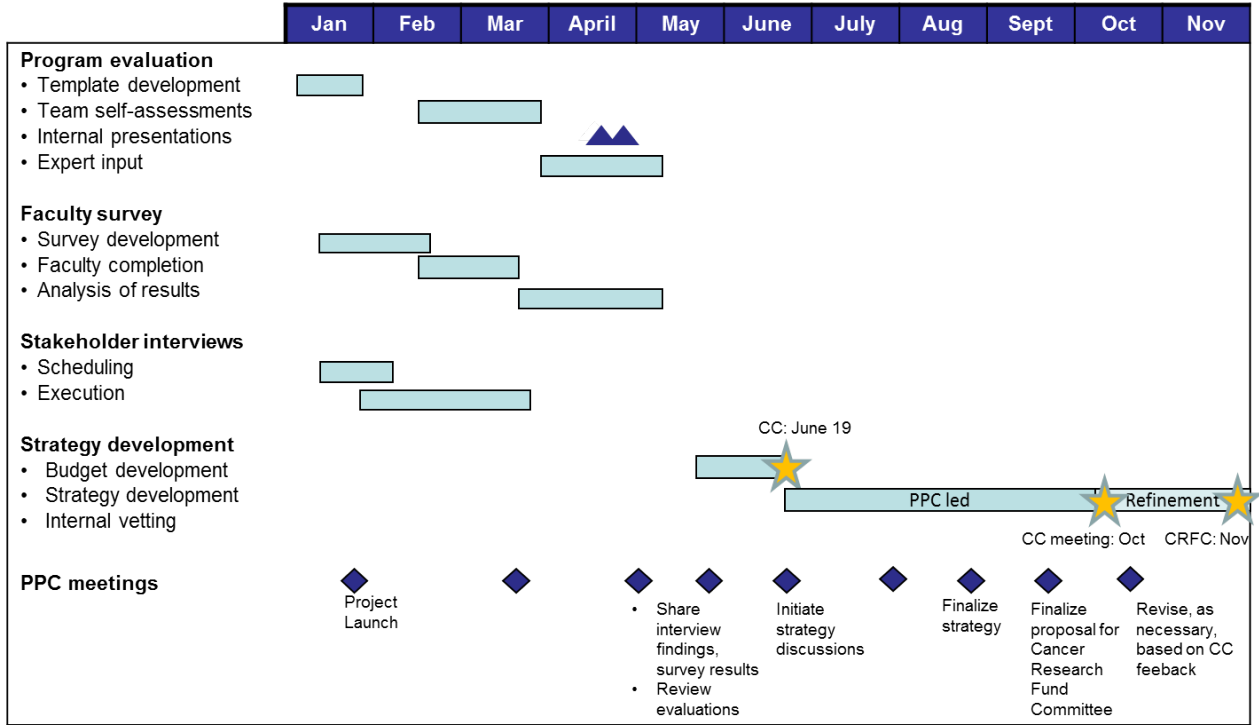 Jan Feb Mar April May June July Aug Sept Oct Nov
Program evaluation
• Template development
• Team self-assessments
• Internal presentations
• Expert input
Faculty survey
• Survey development
• Faculty completion
• Analysis of results
Stakeholder interviews
• Scheduling
• Execution
Strategy development
CC: June 19
• Budget development
• Strategy development
PPC led
Refinement
• Internal vetting
CC meeting: Oct
CRFC: Nov
PPC meetings
Project
Launch
• Share
interview
findings,
survey results
• Review
evaluations
Initiate
strategy
discussions
Finalize
strategy
Finalize
proposal for
Cancer
Research
Fund
Committee
Revise, as
necessary,
based on CC
feeback